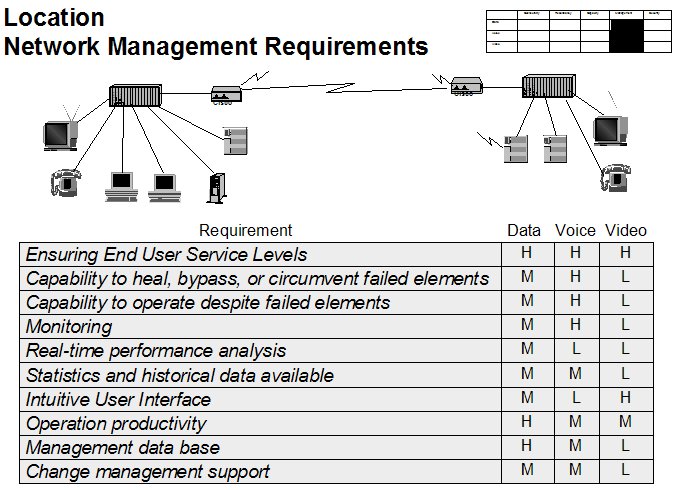 Location
Network Management Requirements
Requirement Data Voice Video
Ensuring End User Service Levels H H H
Capability to heal, bypass, or circumvent failed elements M H L
Capability to operate despite failed elements M H L
Monitoring M H L
Real-time performance analysis M L L
Statistics and historical data available M M L
Intuitive User Interface M L H
Operation productivity H M M
Management data base H M L
Change management support M M L